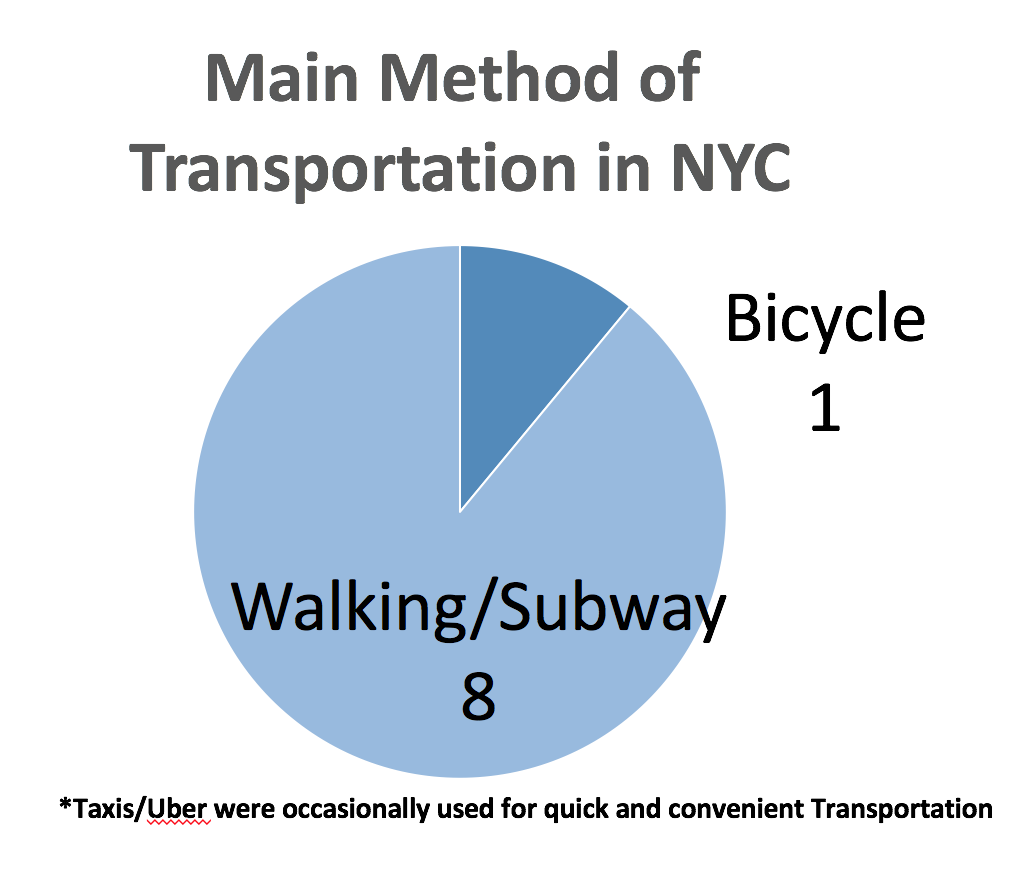 Main Method of
Transportation in NYC
Bicycle
1
Walking/Subway
8
*Taxis/Uber were occasionally used for quick and convenient Transportation